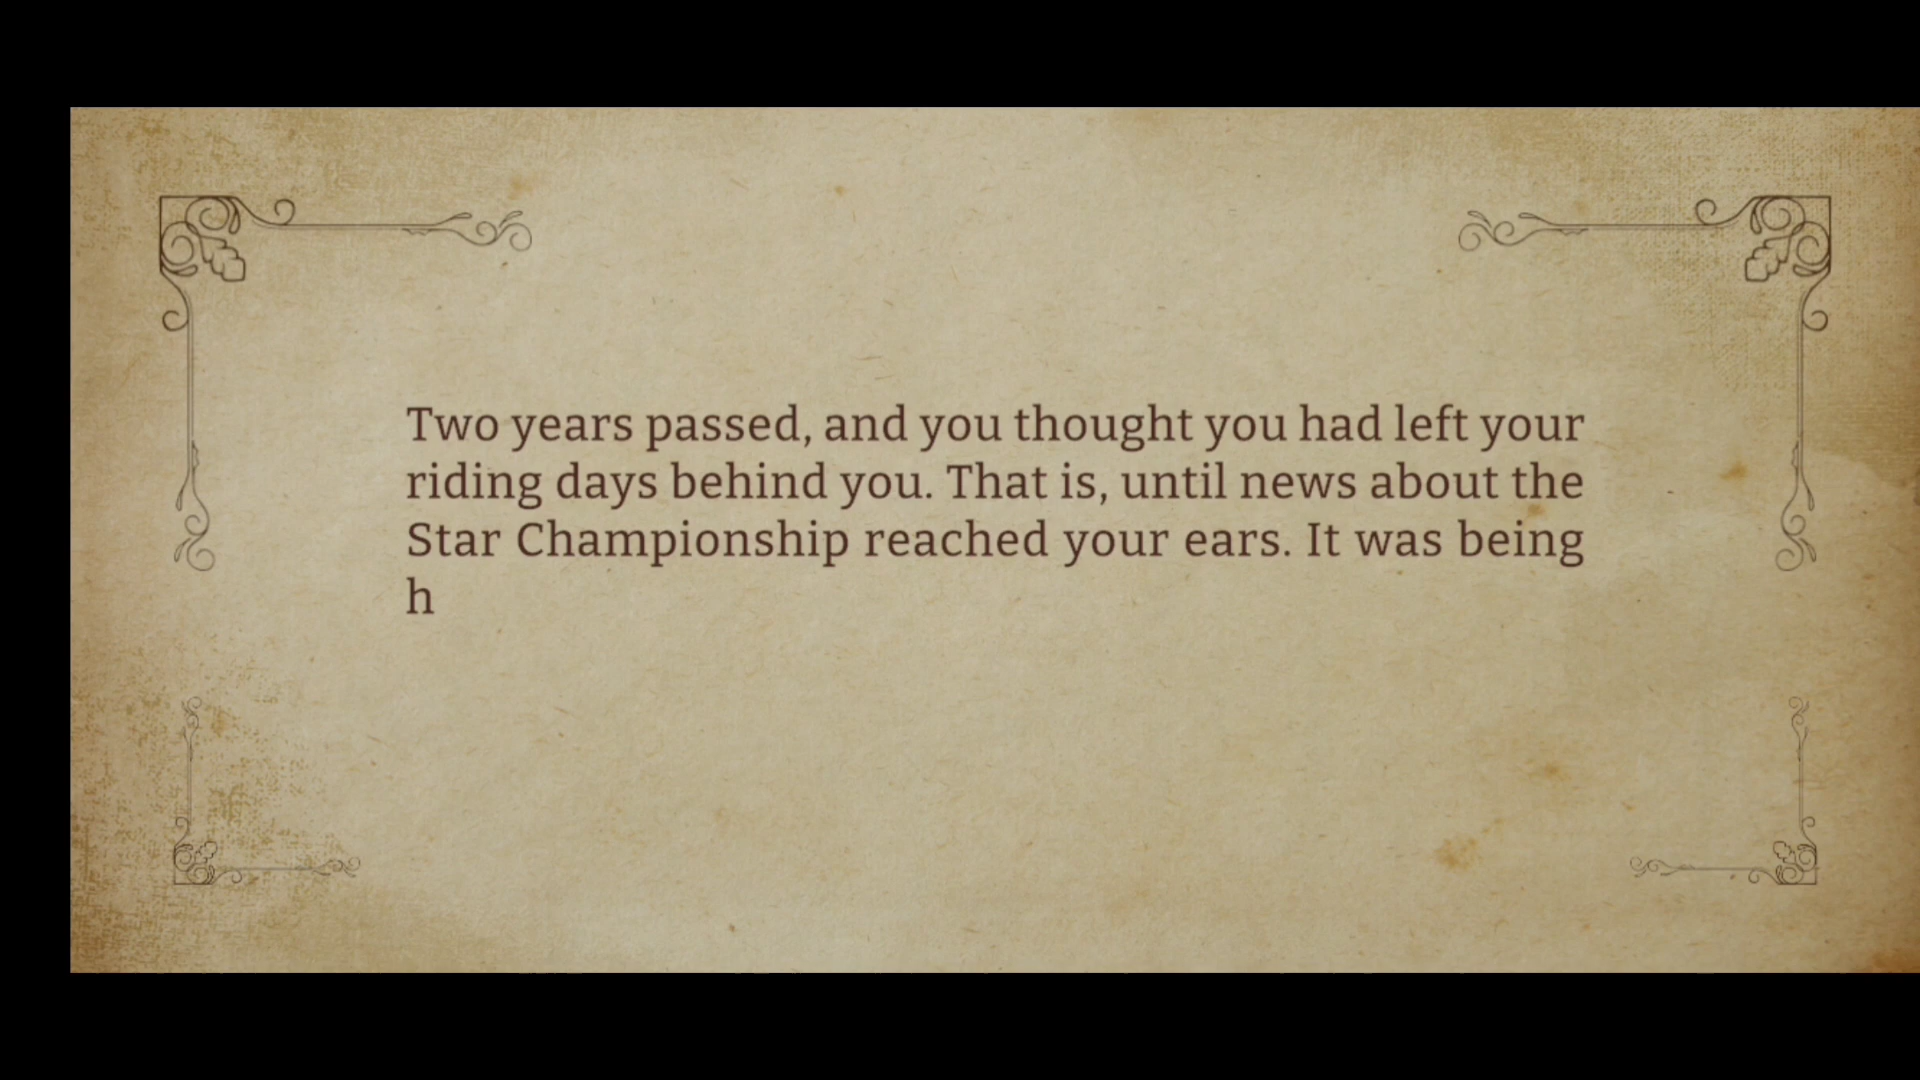 Two years passed, and you thought you had left your
riding days behind you. That is, until news about the
Star Championship reached your ears. It was being
h